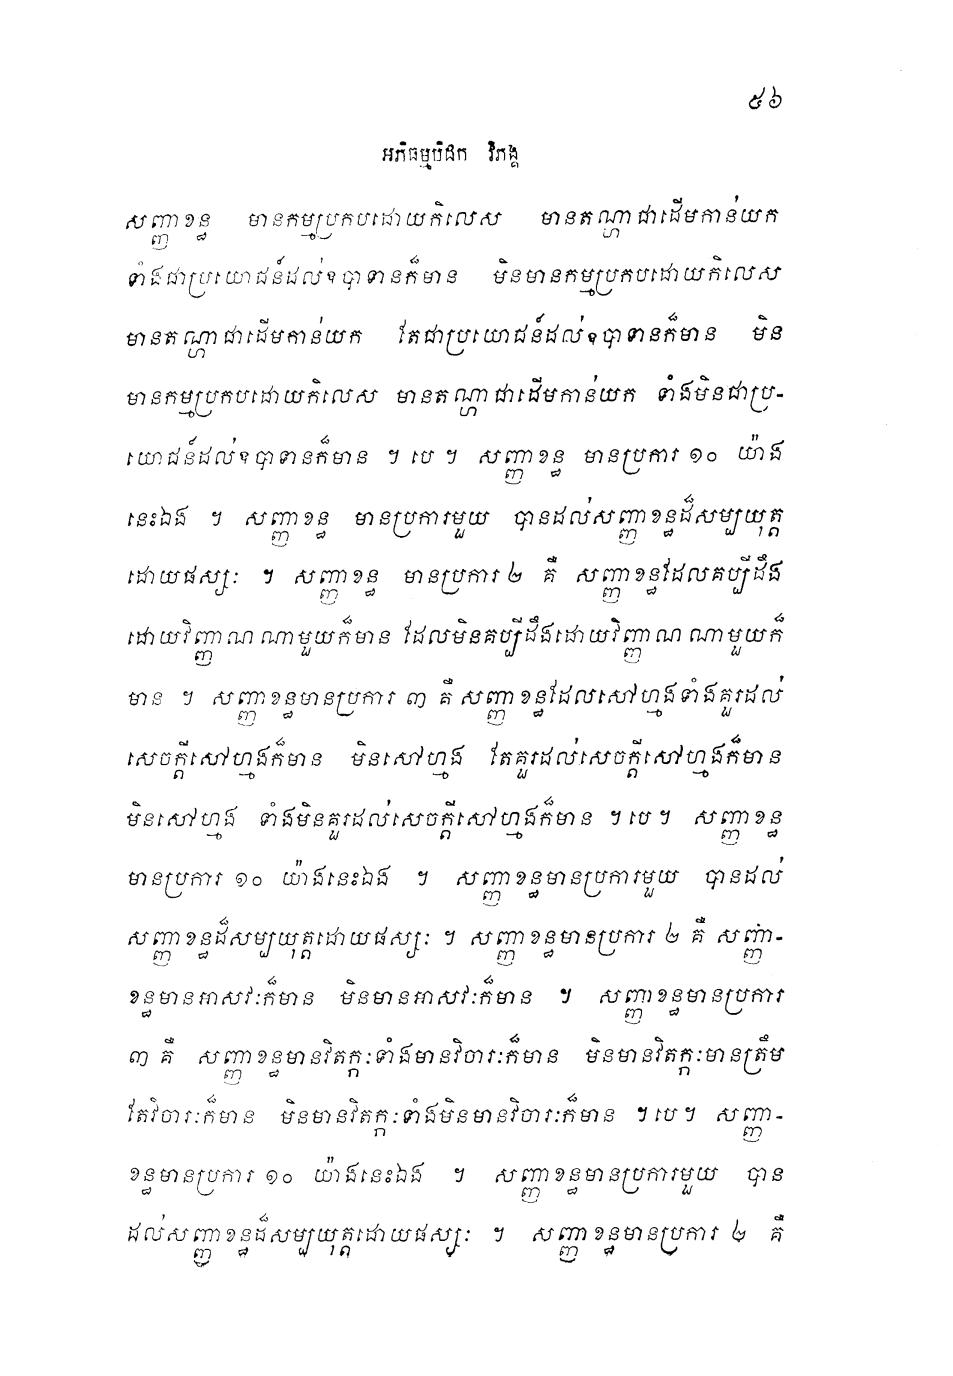 ៥៦
អភិធម្មបិដក វិភង្គ
សញ្ញាខន្ធ មានកម្មប្រកបដោយកិលេស មានតណ្ហាជាដើមកាន់យក
ទាំងជាប្រយោជន៍ដល់ឧបាទានក៏មាន មិនមានកម្មប្រកបដោយកិលេស
មានតណ្ហាជាដើមកាន់យក តែជាប្រយោជន៍ដល់ឧបាទានក៏មាន មិន
មានកម្មប្រកបដោយកិលេស មានតណ្ហាជាដើមកាន់យក ទាំងមិនជាប្រ-
យោជន៍ដល់ឧបាទានក៏មាន ។ បេ ។ សញ្ញាខន្ធ មានប្រការ ១០ យ៉ាង
នេះឯង ។ សញ្ញាខន្ធ មានប្រការមួយ បានដល់សញ្ញាខន្ធដ៏សម្បយុត្ត
ដោយផស្សៈ ។ សញ្ញាខន្ធ មានប្រការ ២ គឺ សញ្ញាខន្ធដែលគប្បីដឹង
ដោយវិញ្ញាណណាមួយក៏មាន ដែលមិនគប្បីដឹងដោយវិញ្ញាណណាមួយក៏
មាន ។ សញ្ញាខន្ធមានប្រការ ៣ គឺ សញ្ញាខន្ធដែលសៅហ្មងទាំងគួរដល់
សេចក្តីសៅហ្មងក៏មាន មិនសៅហ្មង តែគួរដល់សេចក្តីសៅហ្មងក៏មាន
មិនសៅហ្មង ទាំងមិនគួរដល់សេចក្តីសៅហ្មងក៏មាន ។ បេ ។ សញ្ញាខន្ធ
មានប្រការ ១០ យ៉ាងនេះឯង ។ សញ្ញាខន្ធមានប្រការមួយ បានដល់
សញ្ញាខន្ធដ៏សម្បយុត្តដោយផស្សៈ ។ សញ្ញាខន្ធមានប្រការ ២ គឺ សញ្ញា-
ខន្ធមានអាសវៈក៏មាន មិនមានអាសវៈក៏មាន ។ សញ្ញាខន្ធមានប្រការ
៣ គឺ សញ្ញាខន្ធមានវិតក្កៈទាំងមានវិចារៈក៏មាន មិនមានវិតក្កៈមានត្រឹម
តែវិចារៈក៏មាន មិនមានវិតក្កៈទាំងមិនមានវិចារៈក៏មាន ។ បេ ។ សញ្ញា-
ខន្ធមានប្រការ ១០ យ៉ាងនេះឯង ។ សញ្ញាខន្ធមានប្រការមួយ បាន
ដល់សញ្ញាខន្ធដ៏សម្បយុត្តដោយផស្សៈ ។ សញ្ញាខន្ធមានប្រការ ២ គឺ